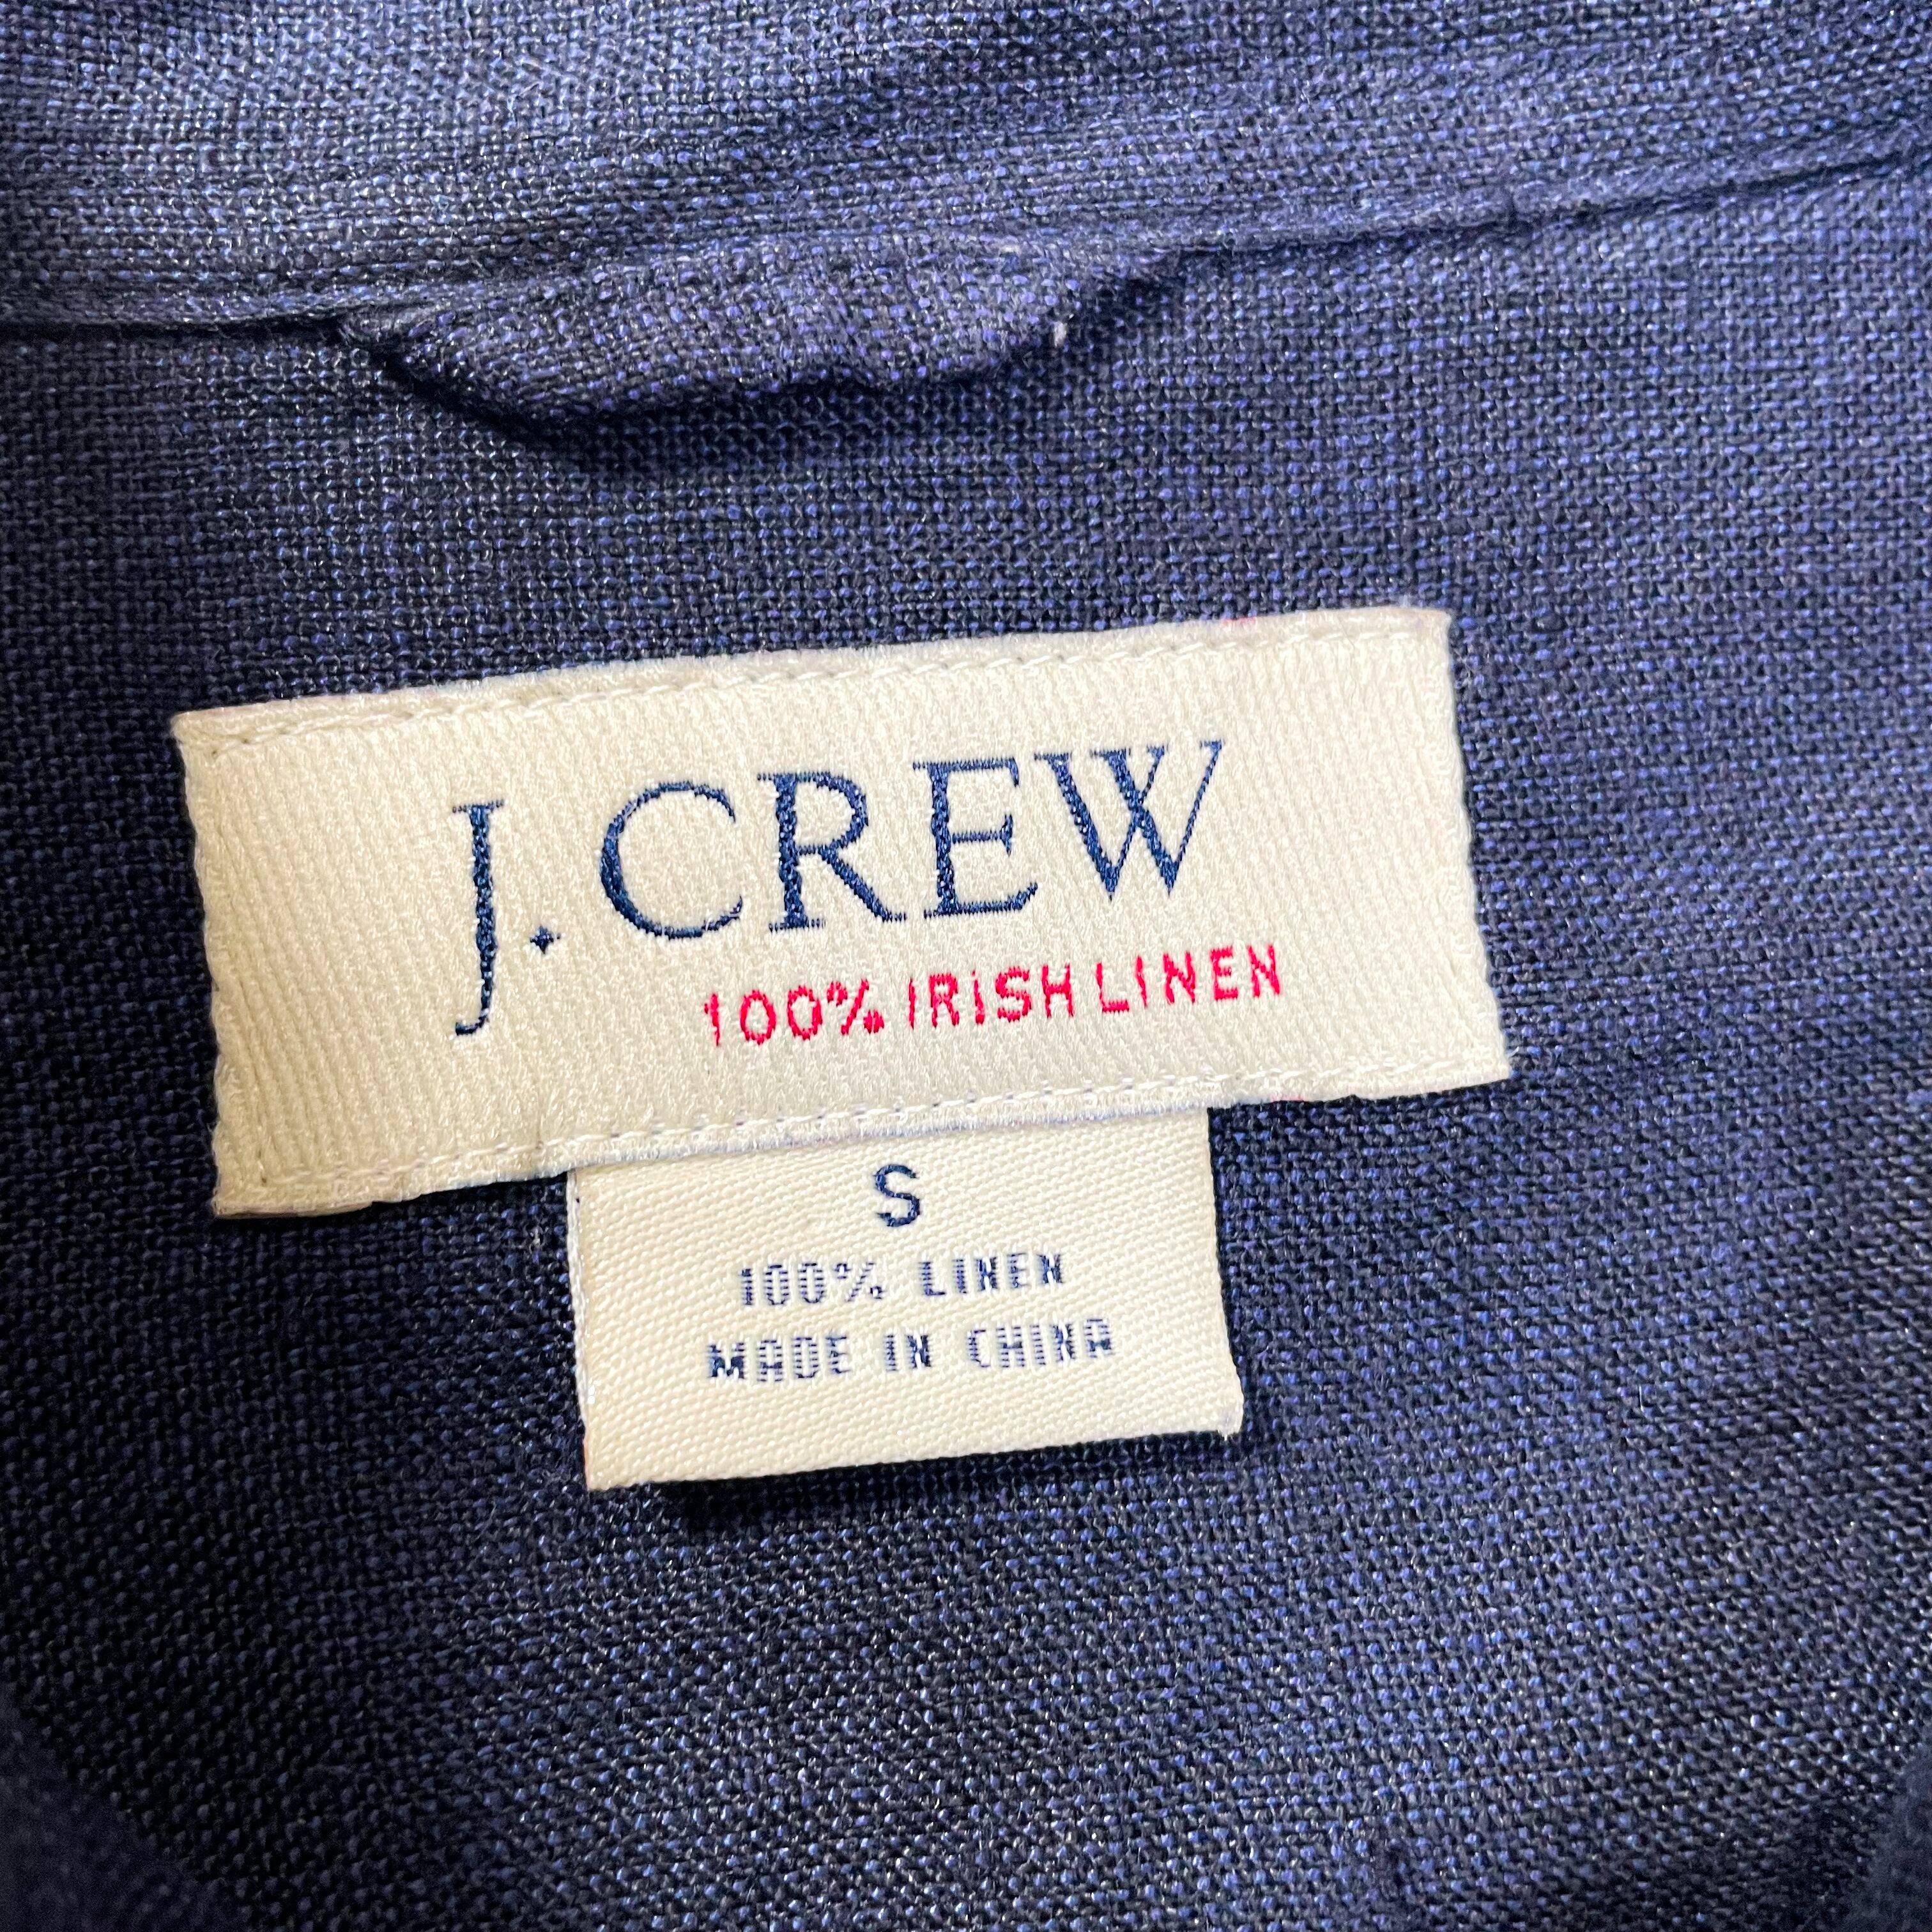 J. CREW
100% IRISH LINEN
S
100% LINEN
MADE IN CHINA